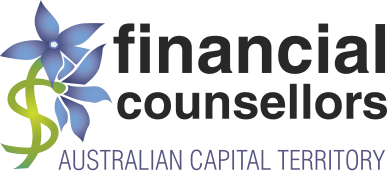 financial
counsellors
AUSTRALIAN CAPITAL TERRITORY